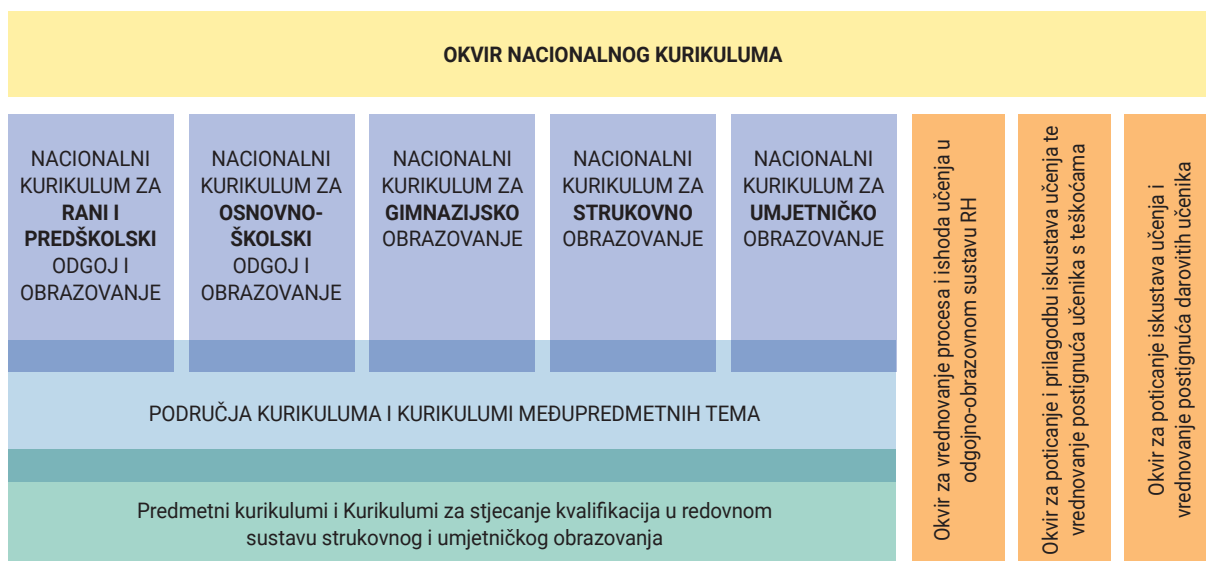 OKVIR NACIONALNOG KURIKULUMA
NACIONALNI
KURIKULUM ZA
RANI I
PREDŠKOLSKI
ODGOJ I
OBRAZOVANJE
NACIONALNI
KURIKULUM ZA
OSNOVNO-
ŠKOLSKI
ODGOJ I
OBRAZOVANJE
NACIONALNI
KURIKULUM ZA
GIMNAZIJSKO
OBRAZOVANJE
NACIONALNI
KURIKULUM ZA
STRUKOVNO
OBRAZOVANJE
NACIONALNI
KURIKULUM ZA
UMJETNIČKO
OBRAZOVANJE
PODRUČJA KURIKULUMA I KURIKULUMI MEĐUPREDMETNIH TEMA
Predmetni kurikulumi i Kurikulumi za stjecanje kvalifikacija u redovnom
sustavu strukovnog i umjetničkog obrazovanja
Okvir za vrednovanje procesa i ishoda učenja u
odgojno-obrazovnom sustavu RH
Okvir za poticanje i prilagodbu iskustava učenja te
vrednovanje postignuća učenika s teškoćama
Okvir za poticanje iskustava učenja i
vrednovanje postignuća darovitih učenika